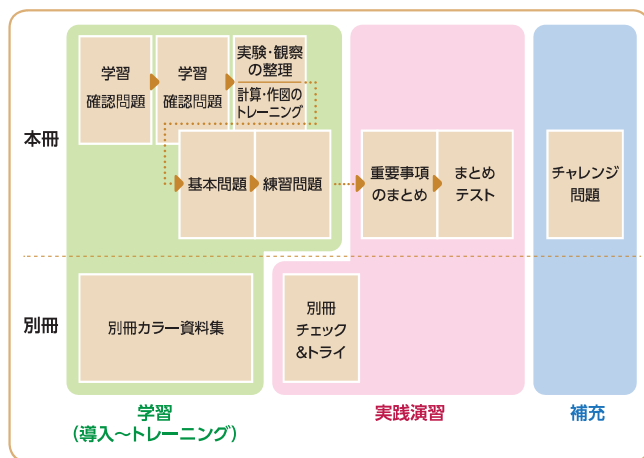 本冊
学習
確認問題
学習
確認問題
実験・観察
の整理
計算・作図の
トレーニング
基本問題
練習問題
重要事項
のまとめ
まとめ
テスト
チャレンジ
問題
別冊
別冊カラー資料集
別冊
チェック
&トライ
学習
(導入〜トレーニング)
実践演習
補充